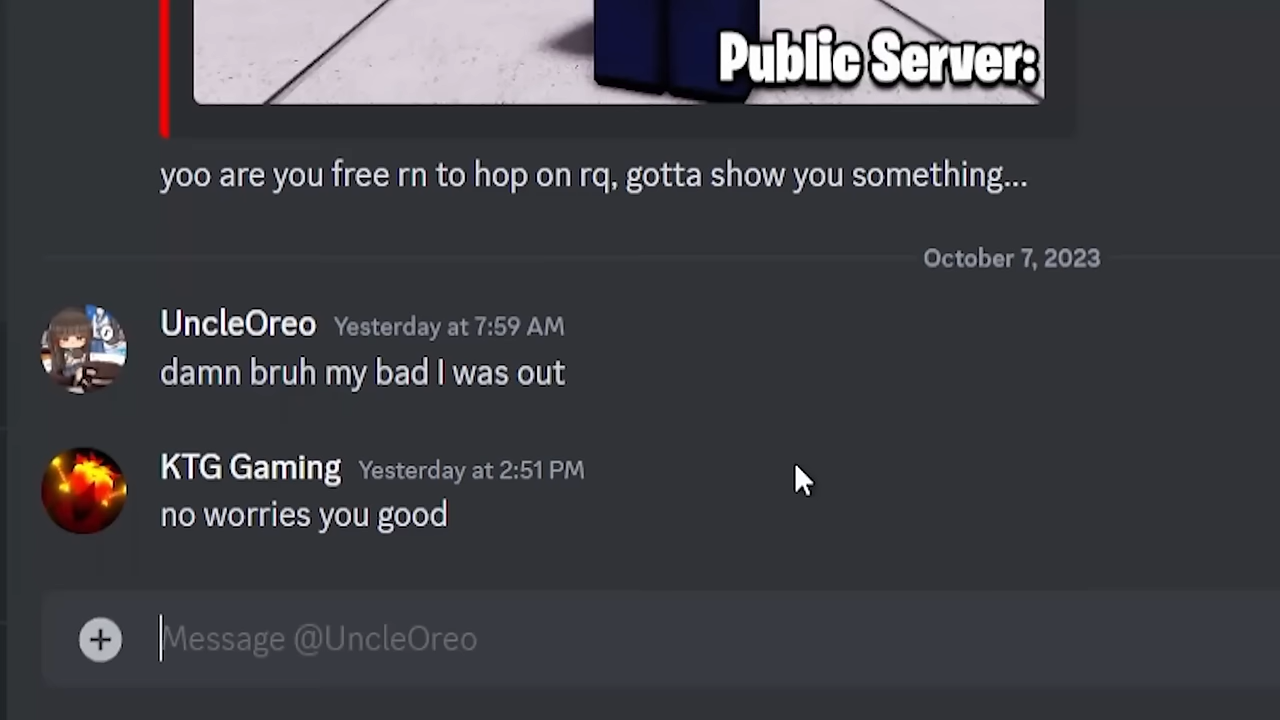 Public Server:
yoo are you free rn to hop on rq, gotta show you something...
October 7, 2023
UncleOreo Yesterday at 7:59 AM
damn bruh my bad I was out
KTG Gaming Yesterday at 2:51 PM
no worries you good
Message @UncleOreo